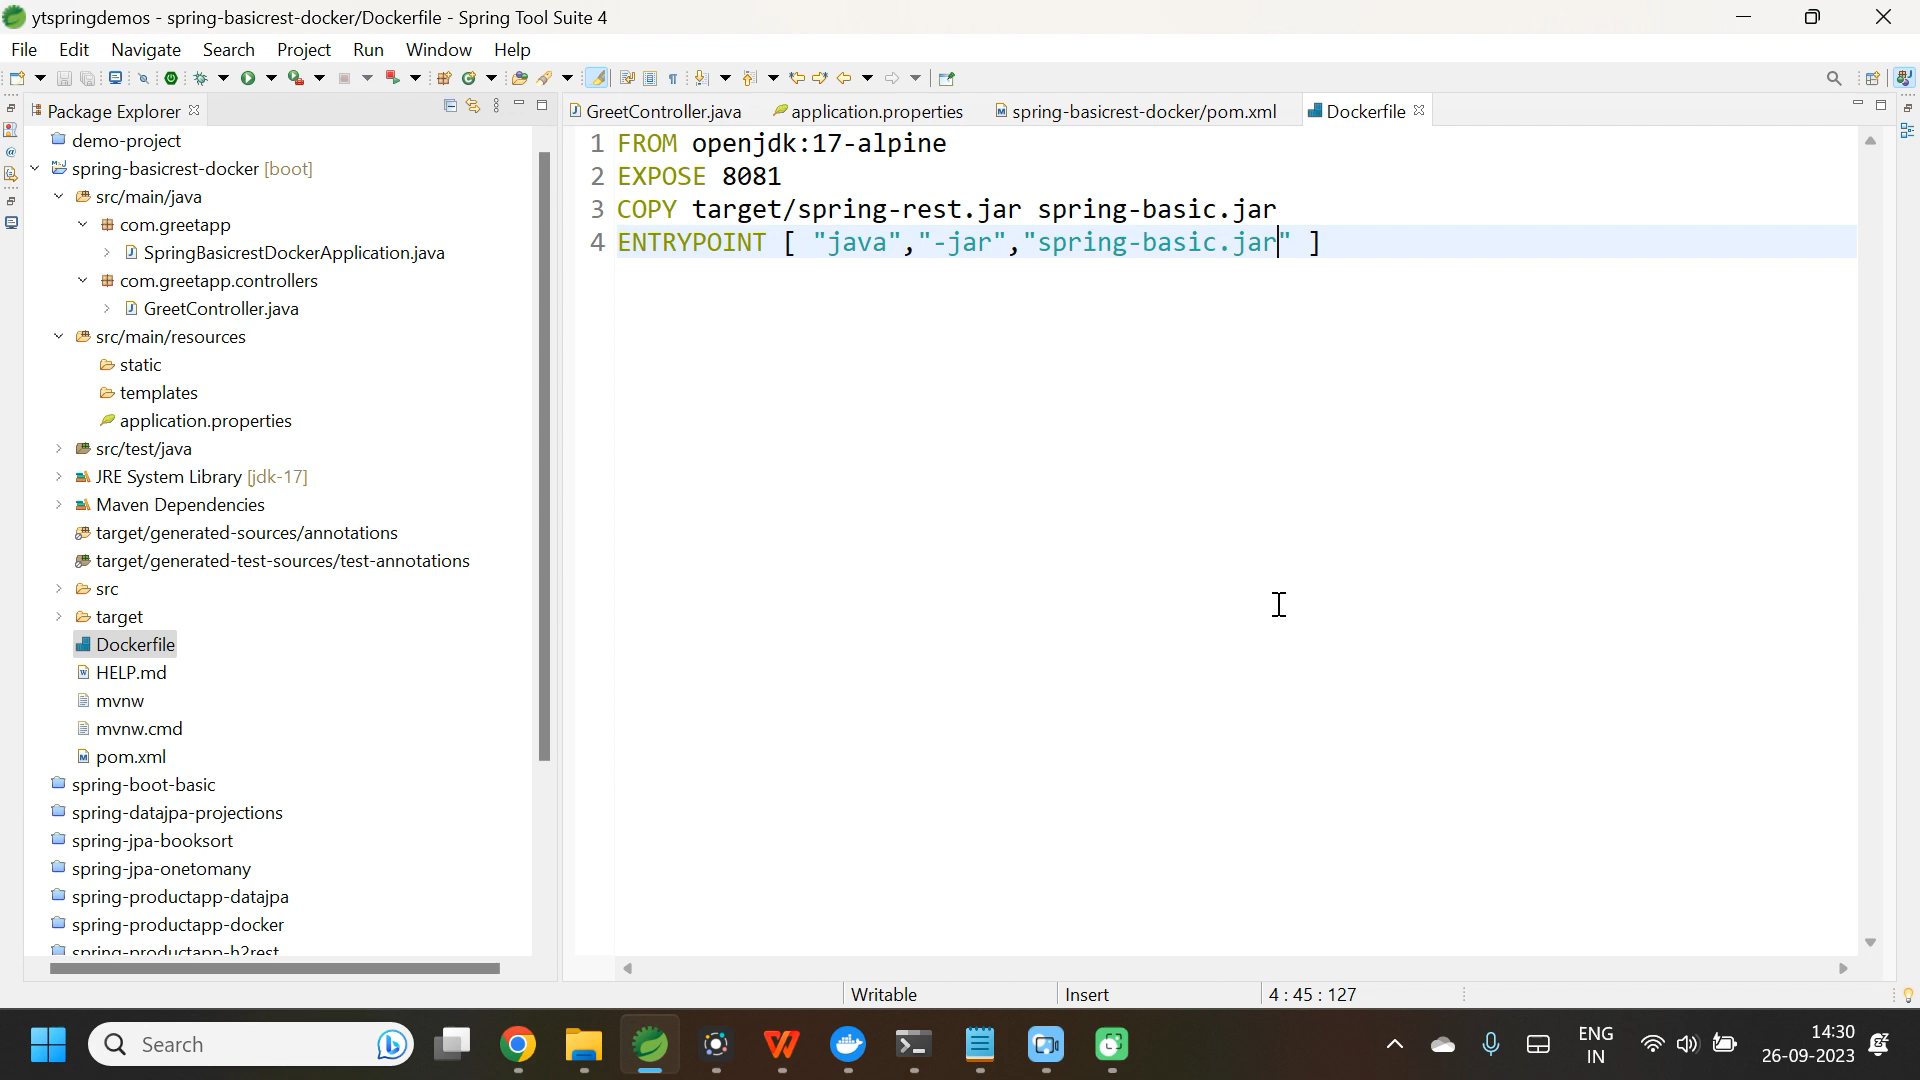 ytspringdemos - spring-basicrest-docker/Dockerfile - Spring Tool Suite 4
File Edit Navigate Search Project Run Window Help
Package Explorer
demo-project
spring-basicrest-docker [boot]
src/main/java
com.greetapp
SpringBasicrestDockerApplication.java
com.greetapp.controllers
GreetController.java
src/main/resources
static
templates
application.properties
src/test/java
JRE System Library [jdk-17]
Maven Dependencies
target/generated-sources/annotations
target/generated-test-sources/test-annotations
src
target
Dockerfile
HELP.md
mvnw
mvnw.cmd
pom.xml
spring-boot-basic
spring-datajpa-projections
spring-jpa-booksort
spring-jpa-onetomany
spring-productapp-datajpa
spring-productapp-docker
spring-productapp-h2rest
GreetController.java application.properties spring-basicrest-docker/pom.xml Dockerfile
1 FROM openjdk:17-alpine
2 EXPOSE 8081
3 COPY target/spring-rest.jar spring-basic.jar
4 ENTRYPOINT [ "java","-jar","spring-basic.jar" ]
Writable Insert 4 : 45 : 127
Search
ENG
IN
14:30
26-09-2023